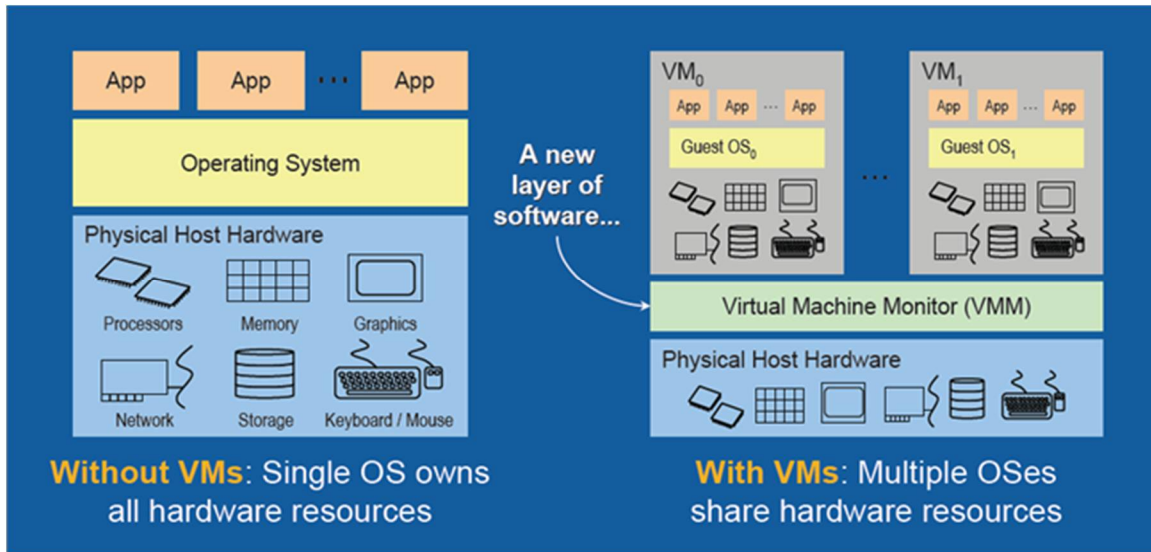 App
App
...
App
Operating System
Physical Host Hardware
Processors
Memory
Graphics
Network
Storage
Keyboard / Mouse
Without VMs: Single OS owns
all hardware resources
A new
layer of
software...
VM₀
App
App
...
App
Guest OS₀
...
VM₁
App
App
...
App
Guest OS₁
Virtual Machine Monitor (VMM)
Physical Host Hardware
With VMs: Multiple OSes
share hardware resources